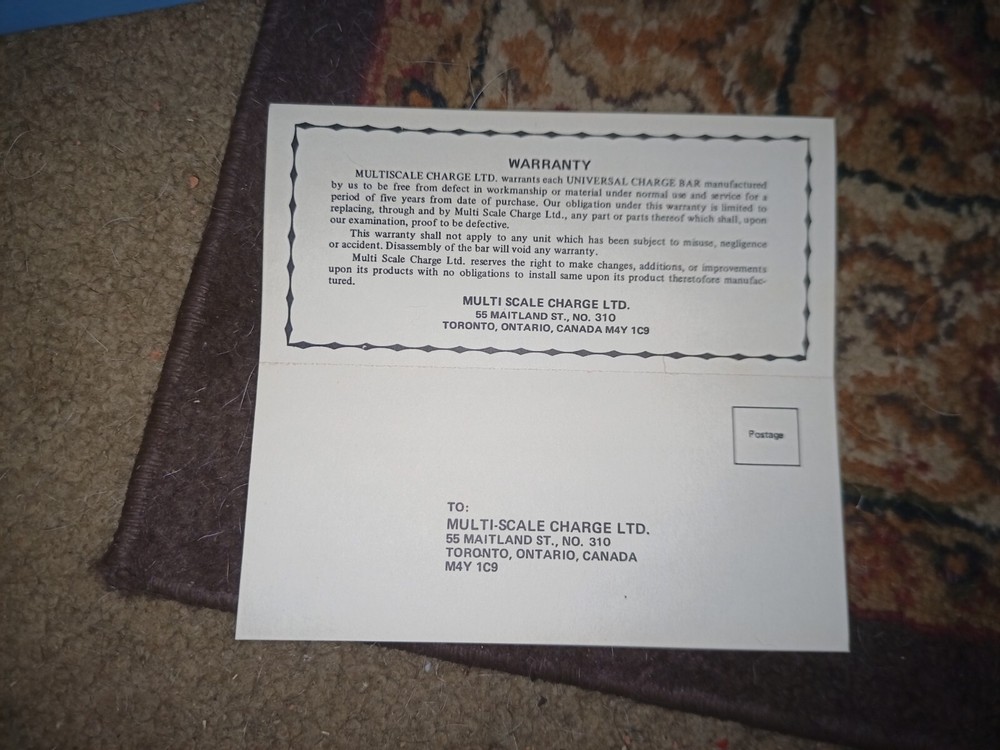 WARRANTY
MULTISCALE CHARGE LTD. warrants each UNIVERSAL CHARGE BAR manufactured
by us to be free from defect in workmanship or material under normal use and service for a
period of five years from date of purchase. Our obligation under this warranty is limited to
replacing, through and by Multi Scale Charge Ltd., any part or parts thereof which shall, upon
our examination, proof to be defective.
This warranty shall not apply to any unit which has been subject to misuse, negligence
or accident. Disassembly of the bar will void any warranty.
Multi Scale Charge Ltd. reserves the right to make changes, additions, or improvements
upon its products with no obligations to install same upon its product theretofore manufac-
tured.
MULTI SCALE CHARGE LTD.
55 MAITLAND ST., NO. 310
TORONTO, ONTARIO, CANADA M4Y 1C9
Postage
TO:
MULTI-SCALE CHARGE LTD.
55 MAITLAND ST., NO. 310
TORONTO, ONTARIO, CANADA
M4Y 1C9